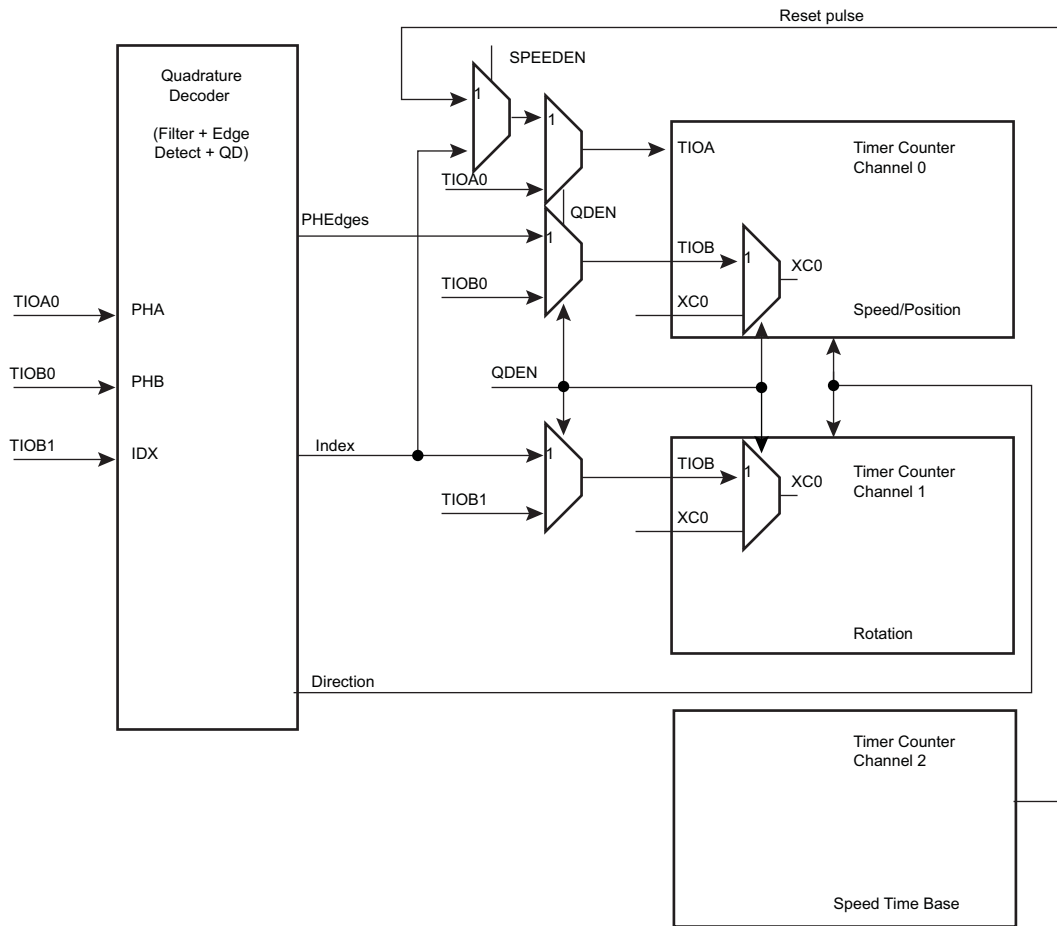 Reset pulse
SPEEDEN
Quadrature
Decoder
(Filter + Edge
Detect + QD)
1
1
TIOA
Timer Counter
Channel 0
TIOA0
QDEN
PHEdges
1
TIOB
1
XC0
TIOB0
XC0
Speed/Position
TIOA0
PHA
QDEN
TIOB0
PHB
TIOB1
IDX
Index
1
TIOB
1
XC0
Timer Counter
Channel 1
TIOB1
XC0
Rotation
Direction
Timer Counter
Channel 2
Speed Time Base